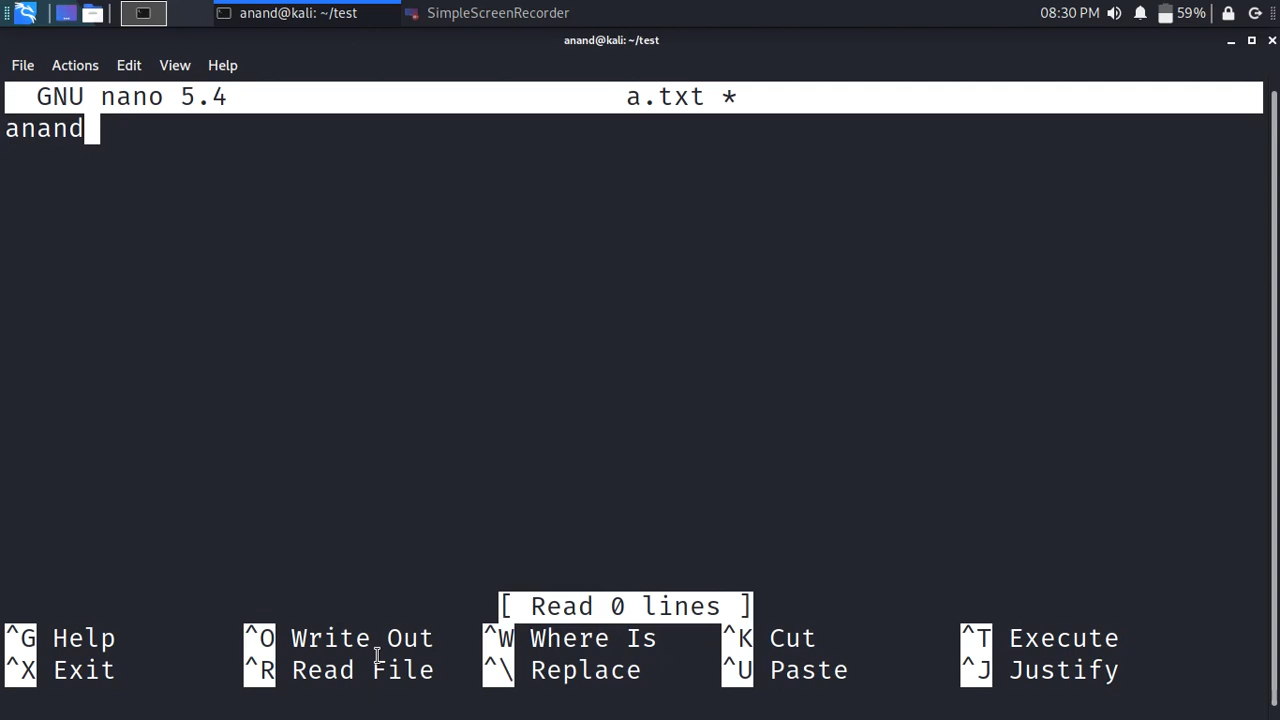 anand@kali: ~/test SimpleScreenRecorder 08:30 PM 59%
anand@kali: ~/test
File Actions Edit View Help
GNU nano 5.4 a.txt *
anand
[ Read 0 lines ]
^G Help ^O Write Out ^W Where Is ^K Cut ^T Execute
^X Exit ^R Read File ^\ Replace ^U Paste ^J Justify